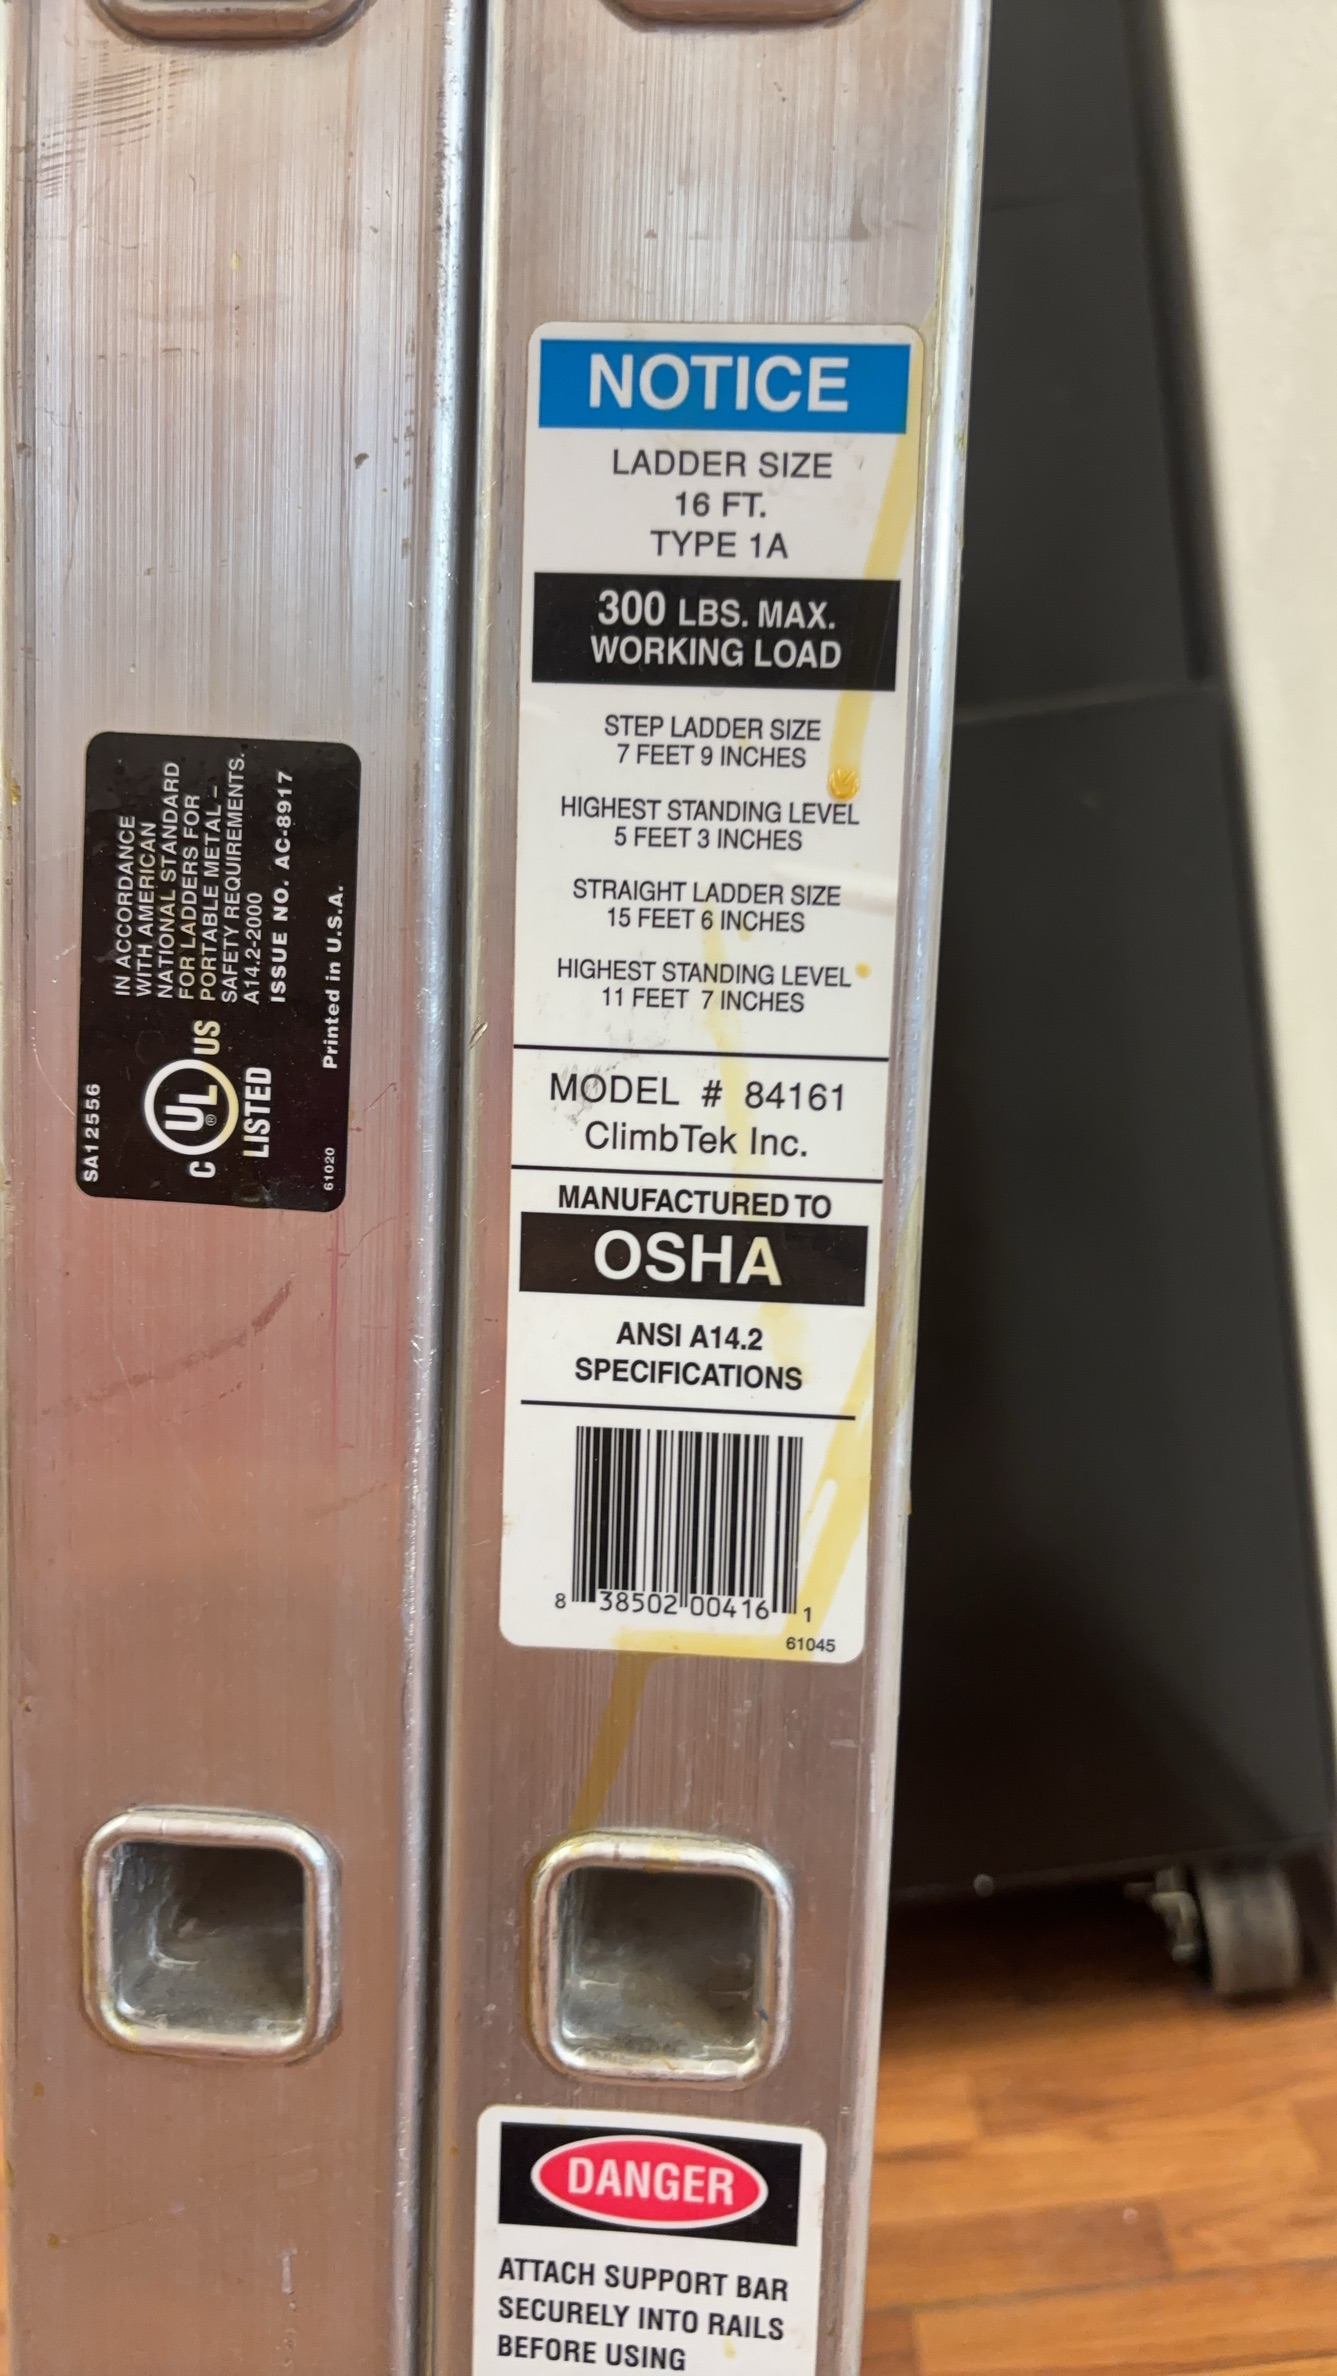 IN ACCORDANCE
WITH AMERICAN
NATIONAL STANDARD
FOR LADDERS FOR
PORTABLE METAL –
SAFETY REQUIREMENTS.
A14.2-2000
ISSUE NO. AC-8917
Printed in U.S.A.
SA12556
C UL US
®
LISTED
61020
NOTICE
LADDER SIZE
16 FT.
TYPE 1A
300 LBS. MAX.
WORKING LOAD
STEP LADDER SIZE
7 FEET 9 INCHES
HIGHEST STANDING LEVEL
5 FEET 3 INCHES
STRAIGHT LADDER SIZE
15 FEET 6 INCHES
HIGHEST STANDING LEVEL
11 FEET 7 INCHES
MODEL # 84161
ClimbTek Inc.
MANUFACTURED TO
OSHA
ANSI A14.2
SPECIFICATIONS
8 38502 00416 1
61045
DANGER
ATTACH SUPPORT BAR
SECURELY INTO RAILS
BEFORE USING